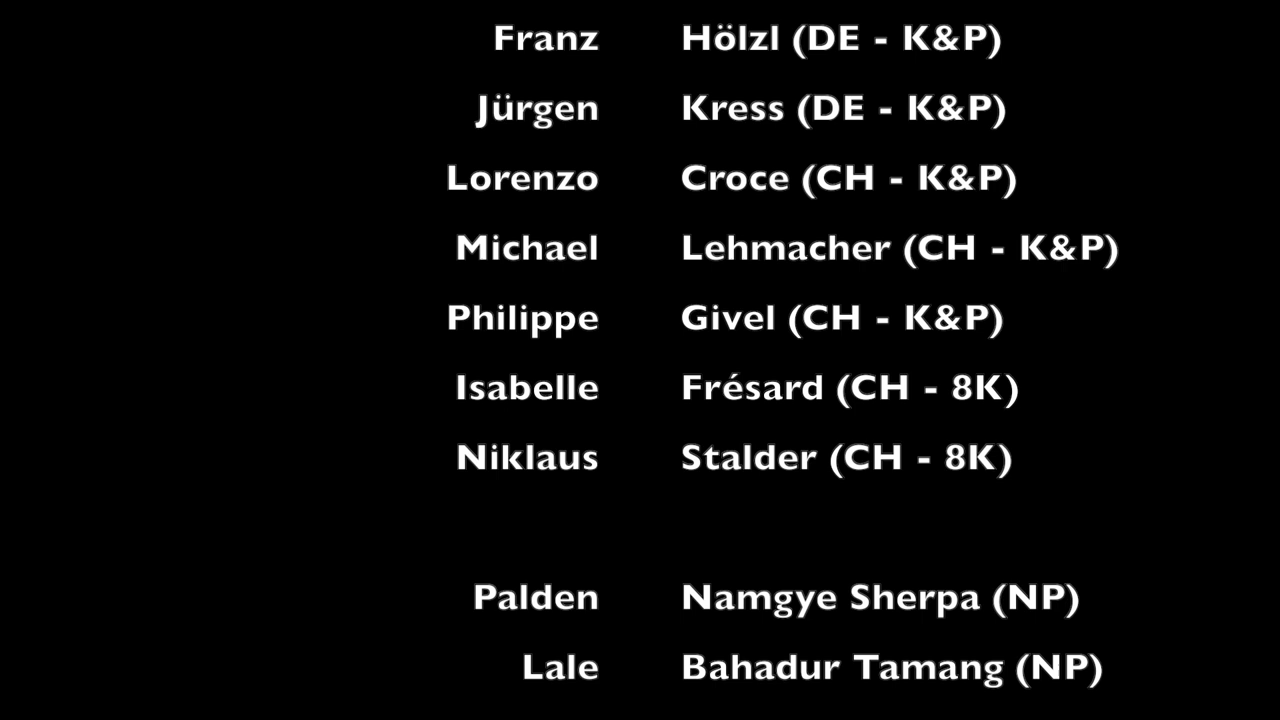 Franz Hölzl (DE - K&P)
Jürgen Kress (DE - K&P)
Lorenzo Croce (CH - K&P)
Michael Lehmacher (CH - K&P)
Philippe Givel (CH - K&P)
Isabelle Frésard (CH - 8K)
Niklaus Stalder (CH - 8K)
Palden Namgye Sherpa (NP)
Lale Bahadur Tamang (NP)